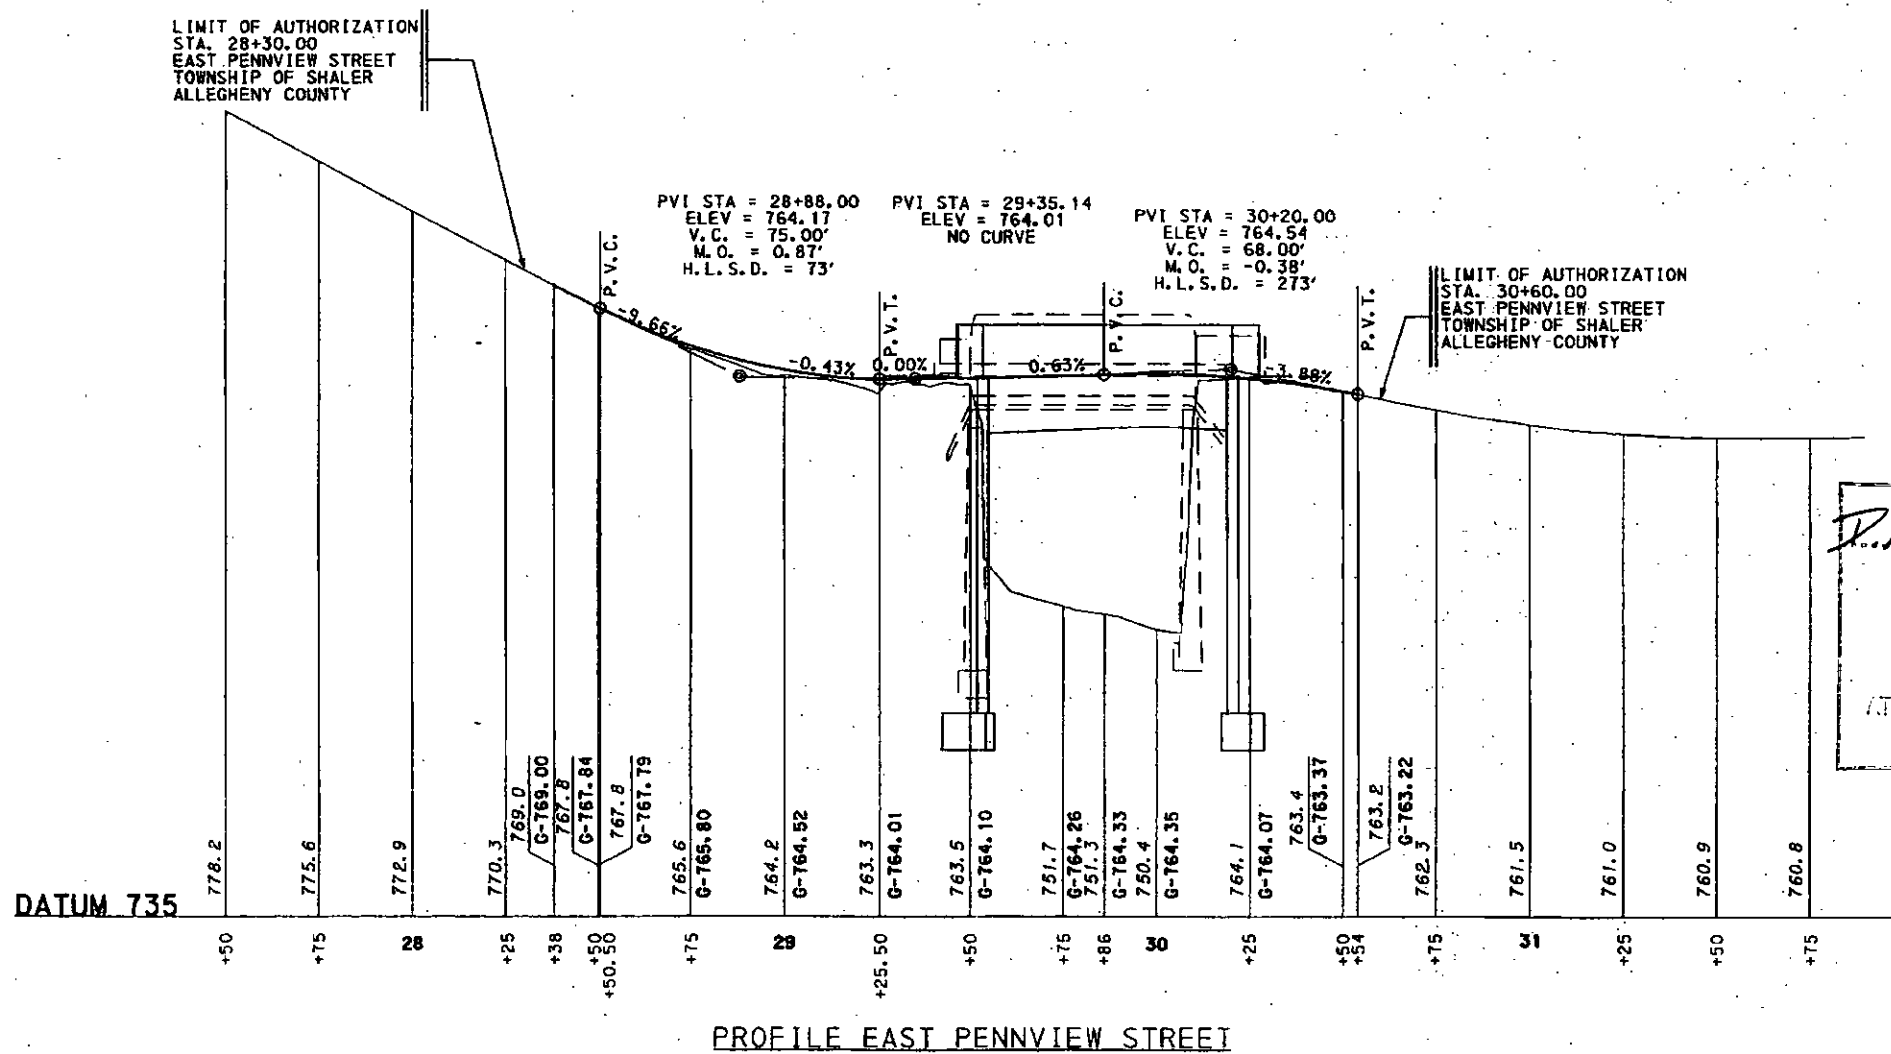 LIMIT OF AUTHORIZATION
STA. 28+30.00
EAST PENNVIEW STREET
TOWNSHIP OF SHALER
ALLEGHENY COUNTY
PVI STA = 28+88.00
ELEV = 764.17
V.C. = 75.00'
M.O. = 0.87'
H.L.S.D. = 73'
PVI STA = 29+35.14
ELEV = 764.01
NO CURVE
PVI STA = 30+20.00
ELEV = 764.54
V.C. = 68.00'
M.O. = -0.38'
H.L.S.D. = 273'
LIMIT OF AUTHORIZATION
STA. 30+60.00
EAST PENNVIEW STREET
TOWNSHIP OF SHALER
ALLEGHENY COUNTY
P.V.C.
P.V.T.
P.V.C.
P.V.T.
-9.66%
-0.43%
0.00%
0.63%
-3.88%
778.2
775.6
772.9
770.3
769.0
G-769.00
767.8
G-767.84
767.8
G-767.79
765.6
G-765.80
764.2
G-764.52
763.3
G-764.01
763.5
G-764.10
751.7
G-764.26
751.3
G-764.33
750.4
G-764.35
764.1
G-764.07
763.4
G-763.37
763.2
G-763.22
762.3
761.5
761.0
760.9
760.8
DATUM 735
+50
+75
28
+25
+38
+50
+50.50
+75
29
+25.50
+50
+75
+86
30
+25
+50
+54
+75
31
+25
+50
+75
PROFILE EAST PENNVIEW STREET